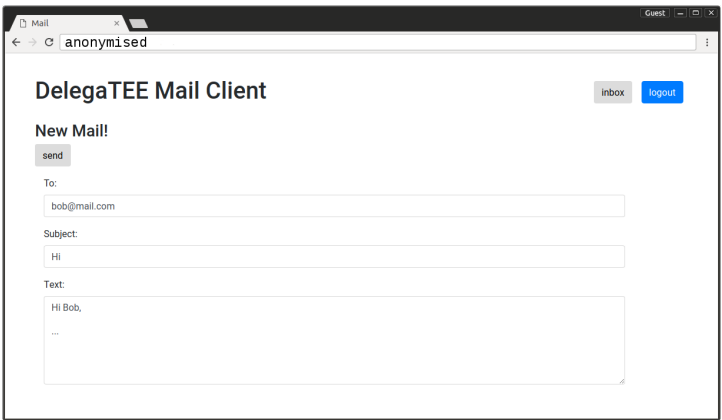 Guest
Mail
anonymised
DelegaTEE Mail Client
inbox
logout
New Mail!
send
To:
bob@mail.com
Subject:
Hi
Text:
Hi Bob,
...